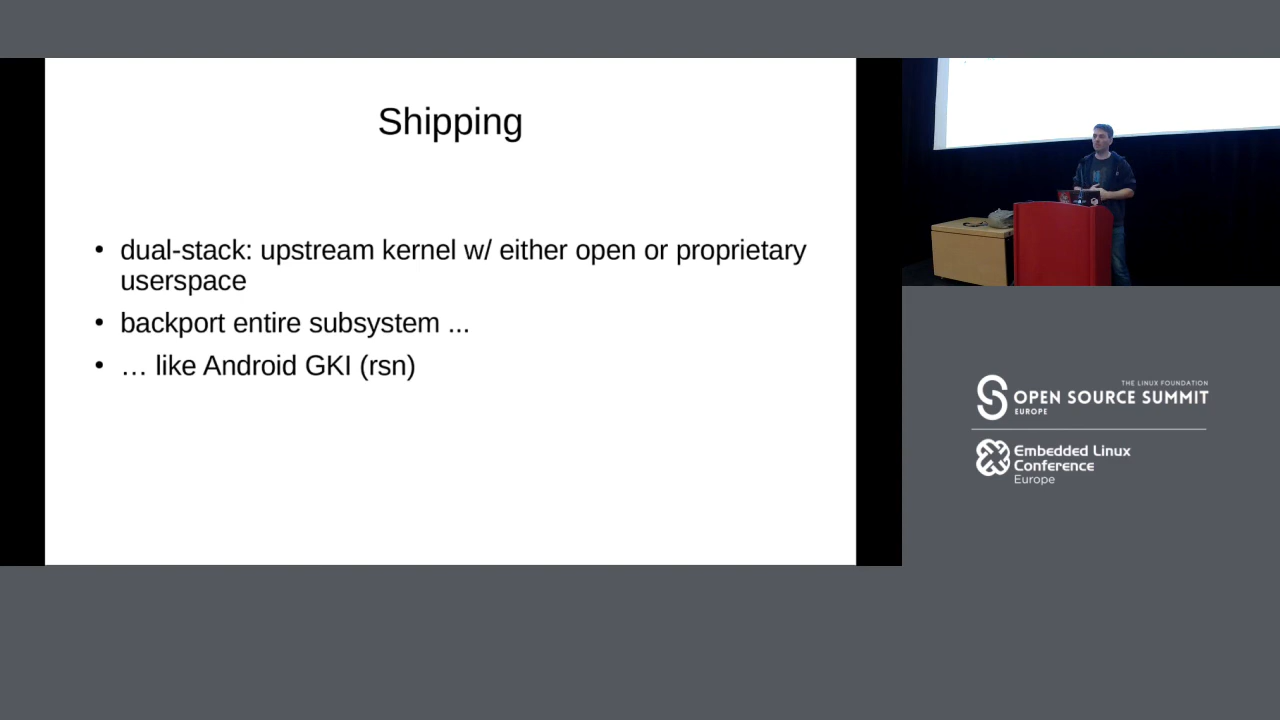 Shipping
• dual-stack: upstream kernel w/ either open or proprietary
userspace
• backport entire subsystem ...
• … like Android GKI (rsn)
THE LINUX FOUNDATION
OPEN SOURCE SUMMIT
EUROPE
Embedded Linux
Conference
Europe